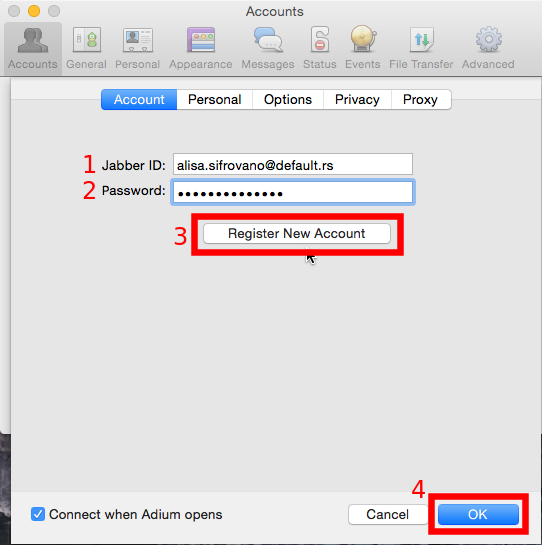 Accounts
Accounts General Personal Appearance Messages Status Events File Transfer Advanced
Account Personal Options Privacy Proxy
1 Jabber ID: alisa.sifrovano@default.rs
2 Password: ••••••••••••••
3 Register New Account
4
Connect when Adium opens Cancel OK